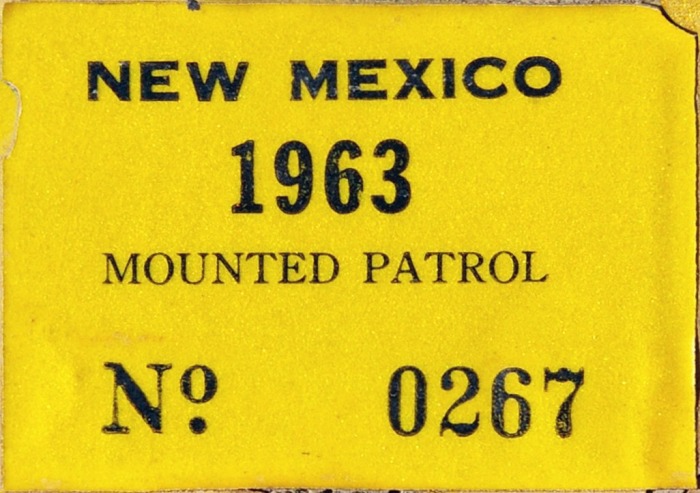 NEW MEXICO
1963
MOUNTED PATROL
Nº 0267